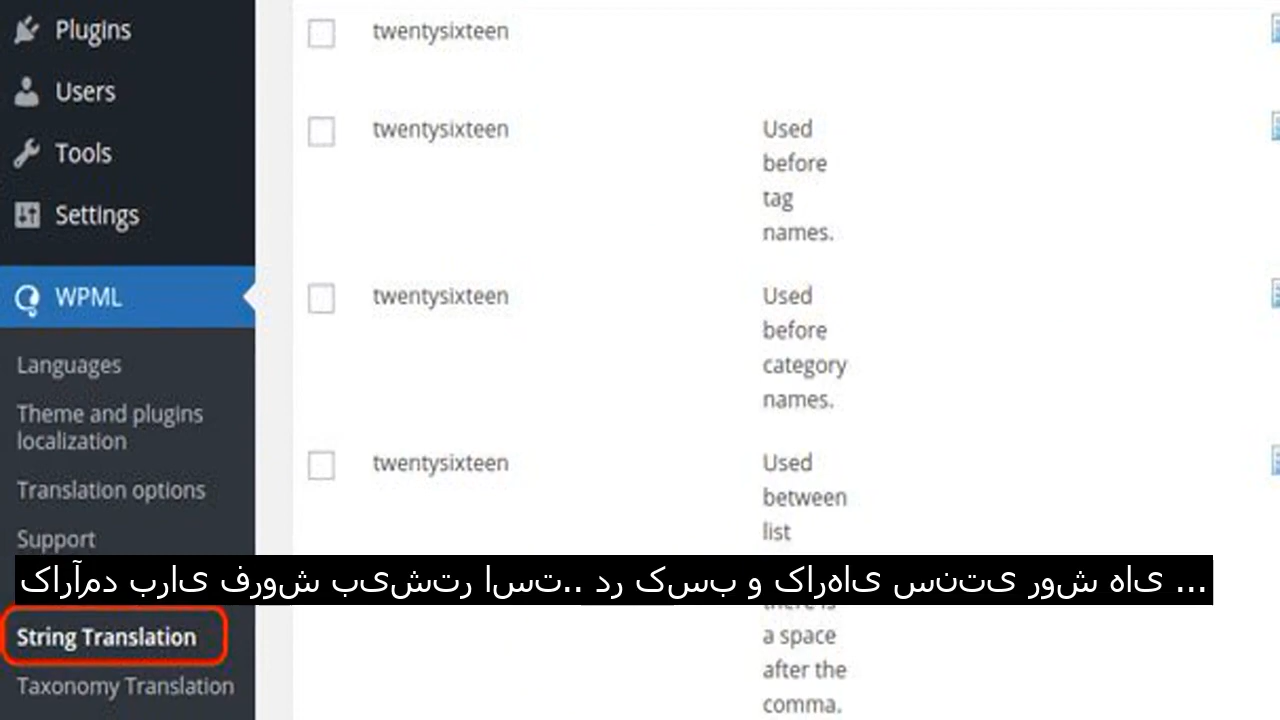 Plugins
Users
Tools
Settings
WPML
Languages
Theme and plugins
localization
Translation options
Support
String Translation
Taxonomy Translation
twentysixteen
twentysixteen
Used
before
tag
names.
twentysixteen
Used
before
category
names.
twentysixteen
Used
between
list
a space
after the
comma.
کارآمد برای فروش بیشتر است.. در کسب و کارهای سنتی روش های ...